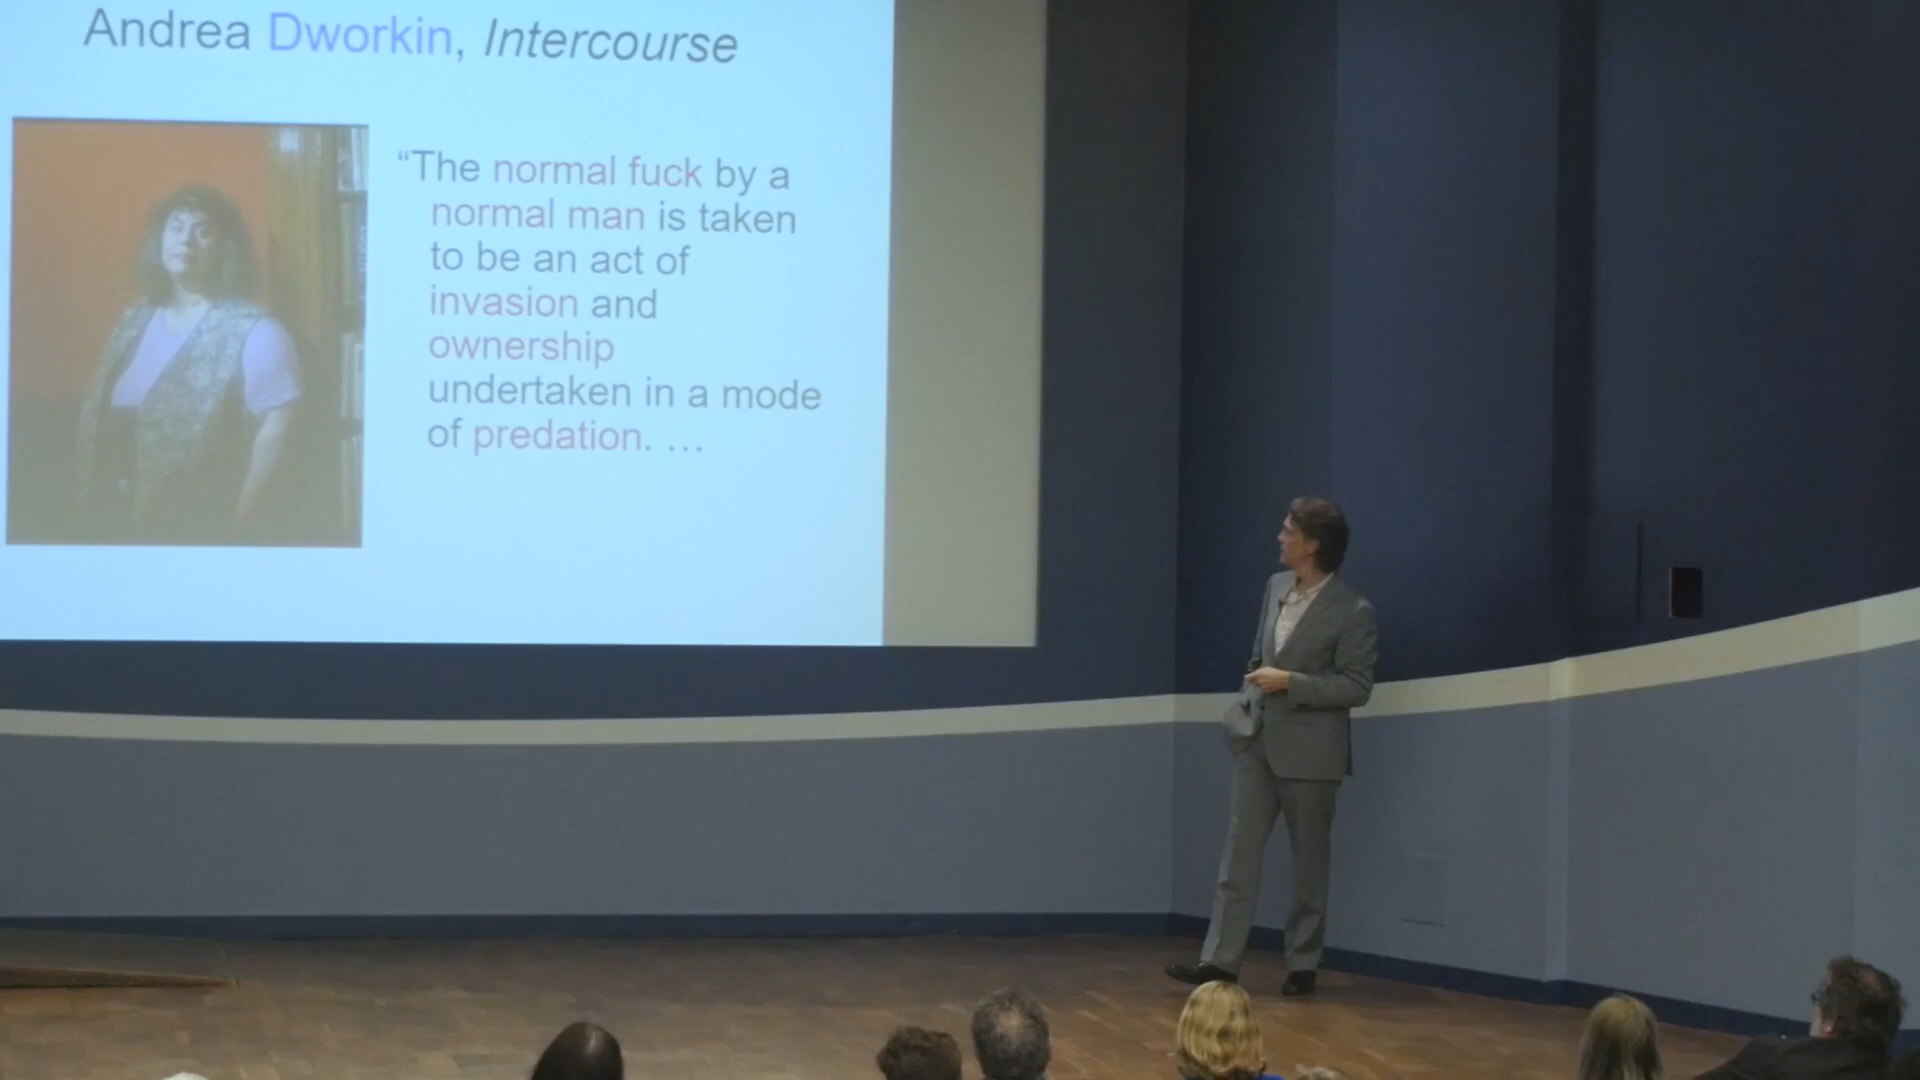 Andrea Dworkin, Intercourse
“The normal fuck by a
normal man is taken
to be an act of
invasion and
ownership
undertaken in a mode
of predation. …